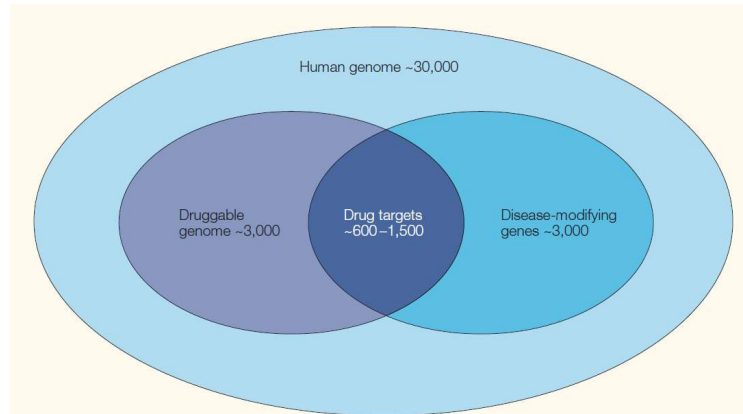 Human genome ~30,000
Druggable
genome ~3,000
Drug targets
~600–1,500
Disease-modifying
genes ~3,000